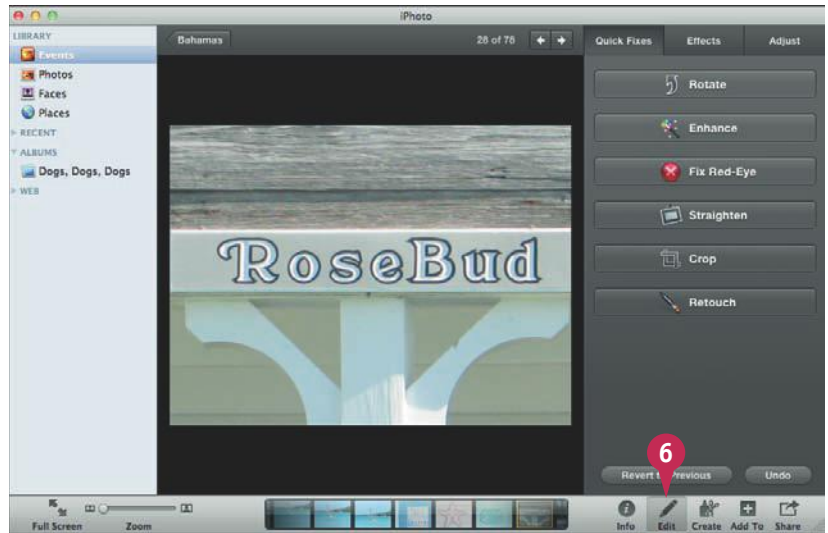 iPhoto
LIBRARY
Events
Photos
Faces
Places
RECENT
ALBUMS
Dogs, Dogs, Dogs
WEB
Bahamas
28 of 78
RoseBud
Quick Fixes
Effects
Adjust
Rotate
Enhance
Fix Red-Eye
Straighten
Crop
Retouch
6
Revert to Previous
Undo
Full Screen
Zoom
Info
Edit
Create
Add To
Share